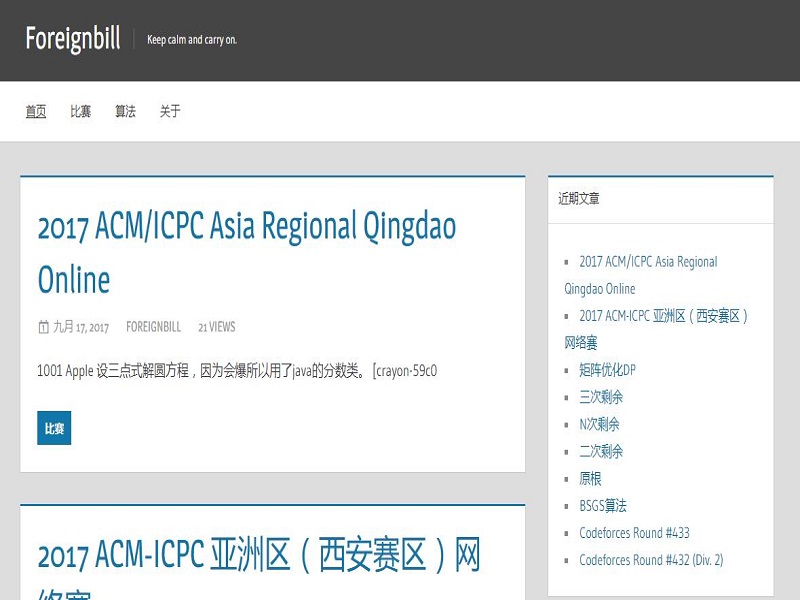 Foreignbill
Keep calm and carry on.
首页 比赛 算法 关于
2017 ACM/ICPC Asia Regional Qingdao
Online
九月 17, 2017 FOREIGNBILL 21 VIEWS
1001 Apple 设三点式解圆方程，因为会爆所以用了java的分数类。 [crayon-59c0
比赛
2017 ACM-ICPC 亚洲区（西安赛区）网
络赛
近期文章
2017 ACM/ICPC Asia Regional
Qingdao Online
2017 ACM-ICPC 亚洲区（西安赛区）
网络赛
矩阵优化DP
三次剩余
N次剩余
二次剩余
原根
BSGS算法
Codeforces Round #433
Codeforces Round #432 (Div. 2)